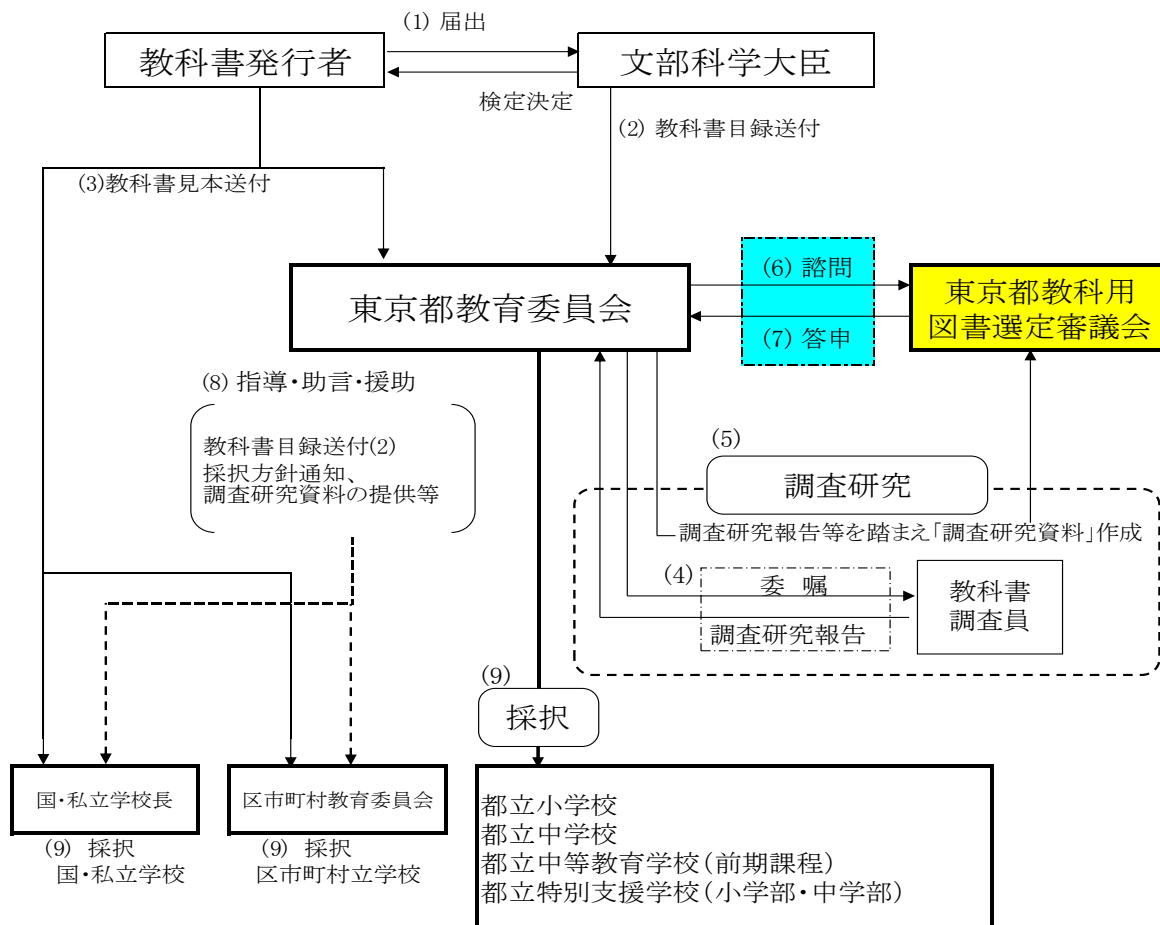 (1) 届出
教科書発行者
文部科学大臣
検定決定
(2) 教科書目録送付
(3)教科書見本送付
東京都教育委員会
(6) 諮問
(7) 答申
東京都教科用
図書選定審議会
(8) 指導・助言・援助
教科書目録送付(2)
採択方針通知、
調査研究資料の提供等
(5)
調査研究
調査研究報告等を踏まえ「調査研究資料」作成
(4)
委 嘱
調査研究報告
教科書
調査員
(9)
採択
国・私立学校長
(9) 採択
国・私立学校
区市町村教育委員会
(9) 採択
区市町村立学校
都立小学校
都立中学校
都立中等教育学校(前期課程)
都立特別支援学校(小学部・中学部)